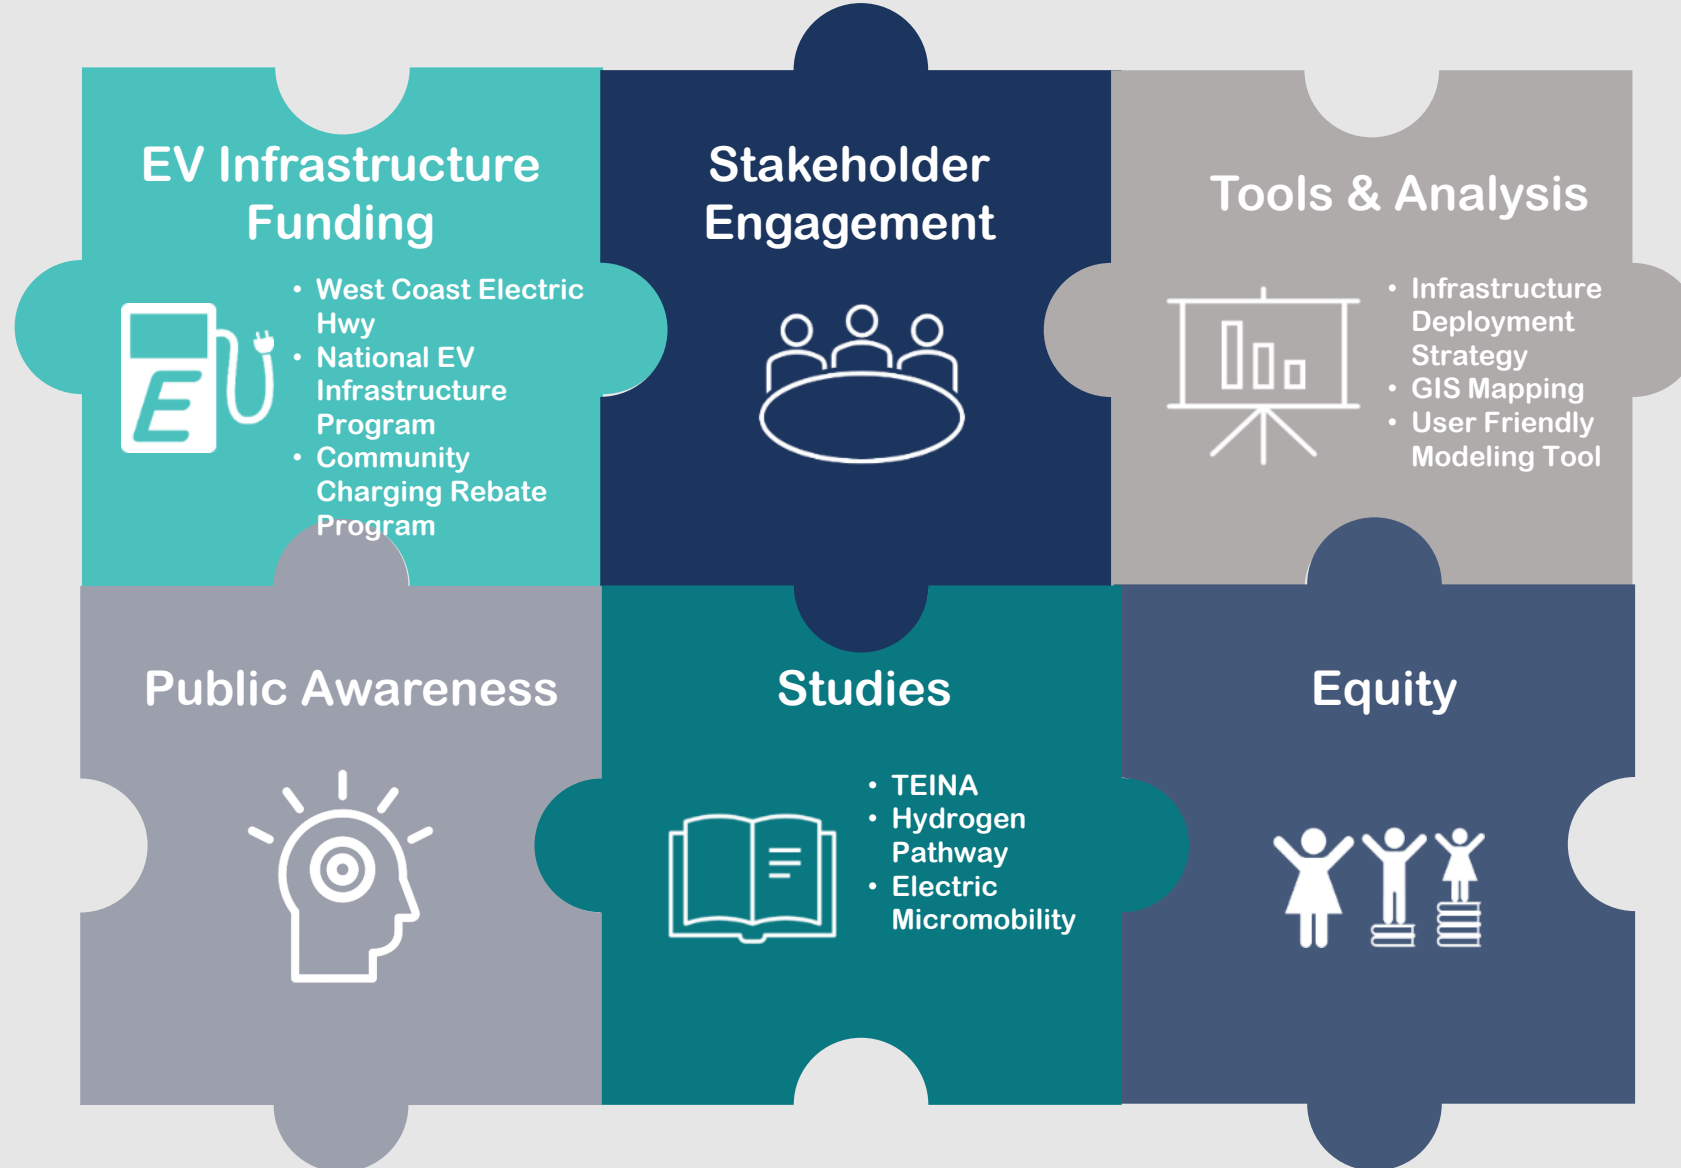 EV Infrastructure
Funding
• West Coast Electric
Hwy
• National EV
Infrastructure
Program
• Community
Charging Rebate
Program
E
Stakeholder
Engagement
Tools & Analysis
• Infrastructure
Deployment
Strategy
• GIS Mapping
• User Friendly
Modeling Tool
Public Awareness
Studies
• TEINA
• Hydrogen
Pathway
• Electric
Micromobility
Equity